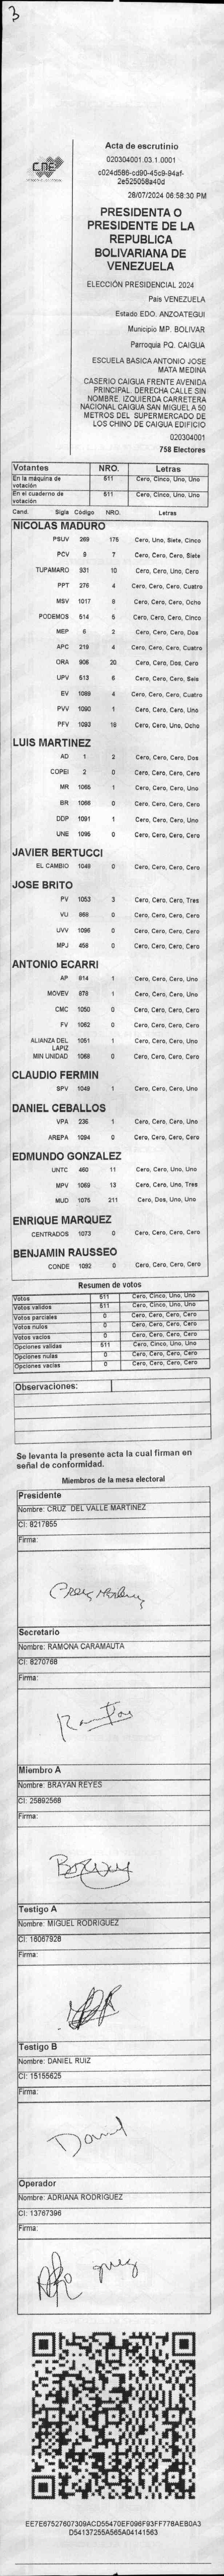 3
CNE
Acta de escrutinio
020304001.03.1.0001
c024d586-cd90-45c9-94af-
2e525058a40d
28/07/2024 06:58:30 PM
PRESIDENTA O
PRESIDENTE DE LA
REPUBLICA
BOLIVARIANA DE
VENEZUELA
ELECCIÓN PRESIDENCIAL 2024
País VENEZUELA
Estado EDO. ANZOATEGUI
Municipio MP. BOLIVAR
Parroquia PQ. CAIGUA
ESCUELA BASICA ANTONIO JOSE
MATA MEDINA
CASERIO CAIGUA FRENTE AVENIDA
PRINCIPAL. DERECHA CALLE SIN
NOMBRE. IZQUIERDA CARRETERA
NACIONAL CAIGUA SAN MIGUEL A 50
METROS DEL SUPERMERCADO DE
LOS CHINO DE CAIGUA EDIFICIO
020304001
758 Electores
Votantes NRO. Letras
En la máquina de votación 511 Cero, Cinco, Uno, Uno
En el cuaderno de votación 511 Cero, Cinco, Uno, Uno
Cand. Sigla Código NRO. Letras
NICOLAS MADURO
PSUV 269 175 Cero, Uno, Siete, Cinco
PCV 9 7 Cero, Cero, Cero, Siete
TUPAMARO 931 10 Cero, Cero, Uno, Cero
PPT 276 4 Cero, Cero, Cero, Cuatro
MSV 1017 8 Cero, Cero, Cero, Ocho
PODEMOS 514 5 Cero, Cero, Cero, Cinco
MEP 6 2 Cero, Cero, Cero, Dos
APC 219 4 Cero, Cero, Cero, Cuatro
ORA 906 20 Cero, Cero, Dos, Cero
UPV 513 6 Cero, Cero, Cero, Seis
EV 1089 4 Cero, Cero, Cero, Cuatro
PVV 1090 1 Cero, Cero, Cero, Uno
PFV 1093 18 Cero, Cero, Uno, Ocho
LUIS MARTINEZ
AD 1 2 Cero, Cero, Cero, Dos
COPEI 2 0 Cero, Cero, Cero, Cero
MR 1065 1 Cero, Cero, Cero, Uno
BR 1066 0 Cero, Cero, Cero, Cero
DDP 1091 1 Cero, Cero, Cero, Uno
UNE 1095 0 Cero, Cero, Cero, Cero
JAVIER BERTUCCI
EL CAMBIO 1048 0 Cero, Cero, Cero, Cero
JOSE BRITO
PV 1053 3 Cero, Cero, Cero, Tres
VU 869 0 Cero, Cero, Cero, Cero
UVV 1096 0 Cero, Cero, Cero, Cero
MPJ 458 0 Cero, Cero, Cero, Cero
ANTONIO ECARRI
AP 814 1 Cero, Cero, Cero, Uno
MOVEV 878 1 Cero, Cero, Cero, Uno
CMC 1050 0 Cero, Cero, Cero, Cero
FV 1062 0 Cero, Cero, Cero, Cero
ALIANZA DEL LAPIZ 1051 1 Cero, Cero, Cero, Uno
MIN UNIDAD 1068 0 Cero, Cero, Cero, Cero
CLAUDIO FERMIN
SPV 1049 1 Cero, Cero, Cero, Uno
DANIEL CEBALLOS
VPA 236 1 Cero, Cero, Cero, Uno
AREPA 1094 0 Cero, Cero, Cero, Cero
EDMUNDO GONZALEZ
UNTC 460 11 Cero, Cero, Uno, Uno
MPV 1069 13 Cero, Cero, Uno, Tres
MUD 1075 211 Cero, Dos, Uno, Uno
ENRIQUE MARQUEZ
CENTRADOS 1073 0 Cero, Cero, Cero, Cero
BENJAMIN RAUSSEO
CONDE 1092 0 Cero, Cero, Cero, Cero
Resumen de votos
Votos 511 Cero, Cinco, Uno, Uno
Votos validos 511 Cero, Cinco, Uno, Uno
Votos parciales 0 Cero, Cero, Cero, Cero
Votos nulos 0 Cero, Cero, Cero, Cero
Votos vacios 0 Cero, Cero, Cero, Cero
Opciones validas 511 Cero, Cinco, Uno, Uno
Opciones nulas 0 Cero, Cero, Cero, Cero
Opciones vacias 0 Cero, Cero, Cero, Cero
Observaciones:
Se levanta la presente acta la cual firman en
señal de conformidad.
Miembros de la mesa electoral
Presidente
Nombre: CRUZ DEL VALLE MARTINEZ
CI: 8217855
Firma:
Secretario
Nombre: RAMONA CARAMAUTA
CI: 8270768
Firma:
Miembro A
Nombre: BRAYAN REYES
CI: 25892568
Firma:
Testigo A
Nombre: MIGUEL RODRIGUEZ
CI: 16067928
Firma:
Testigo B
Nombre: DANIEL RUIZ
CI: 15155625
Firma:
Operador
Nombre: ADRIANA RODRIGUEZ
CI: 13767396
Firma:
EE7E67527607309ACD55470EF096F93FF778AEB0A3
D54137255A565A04141563